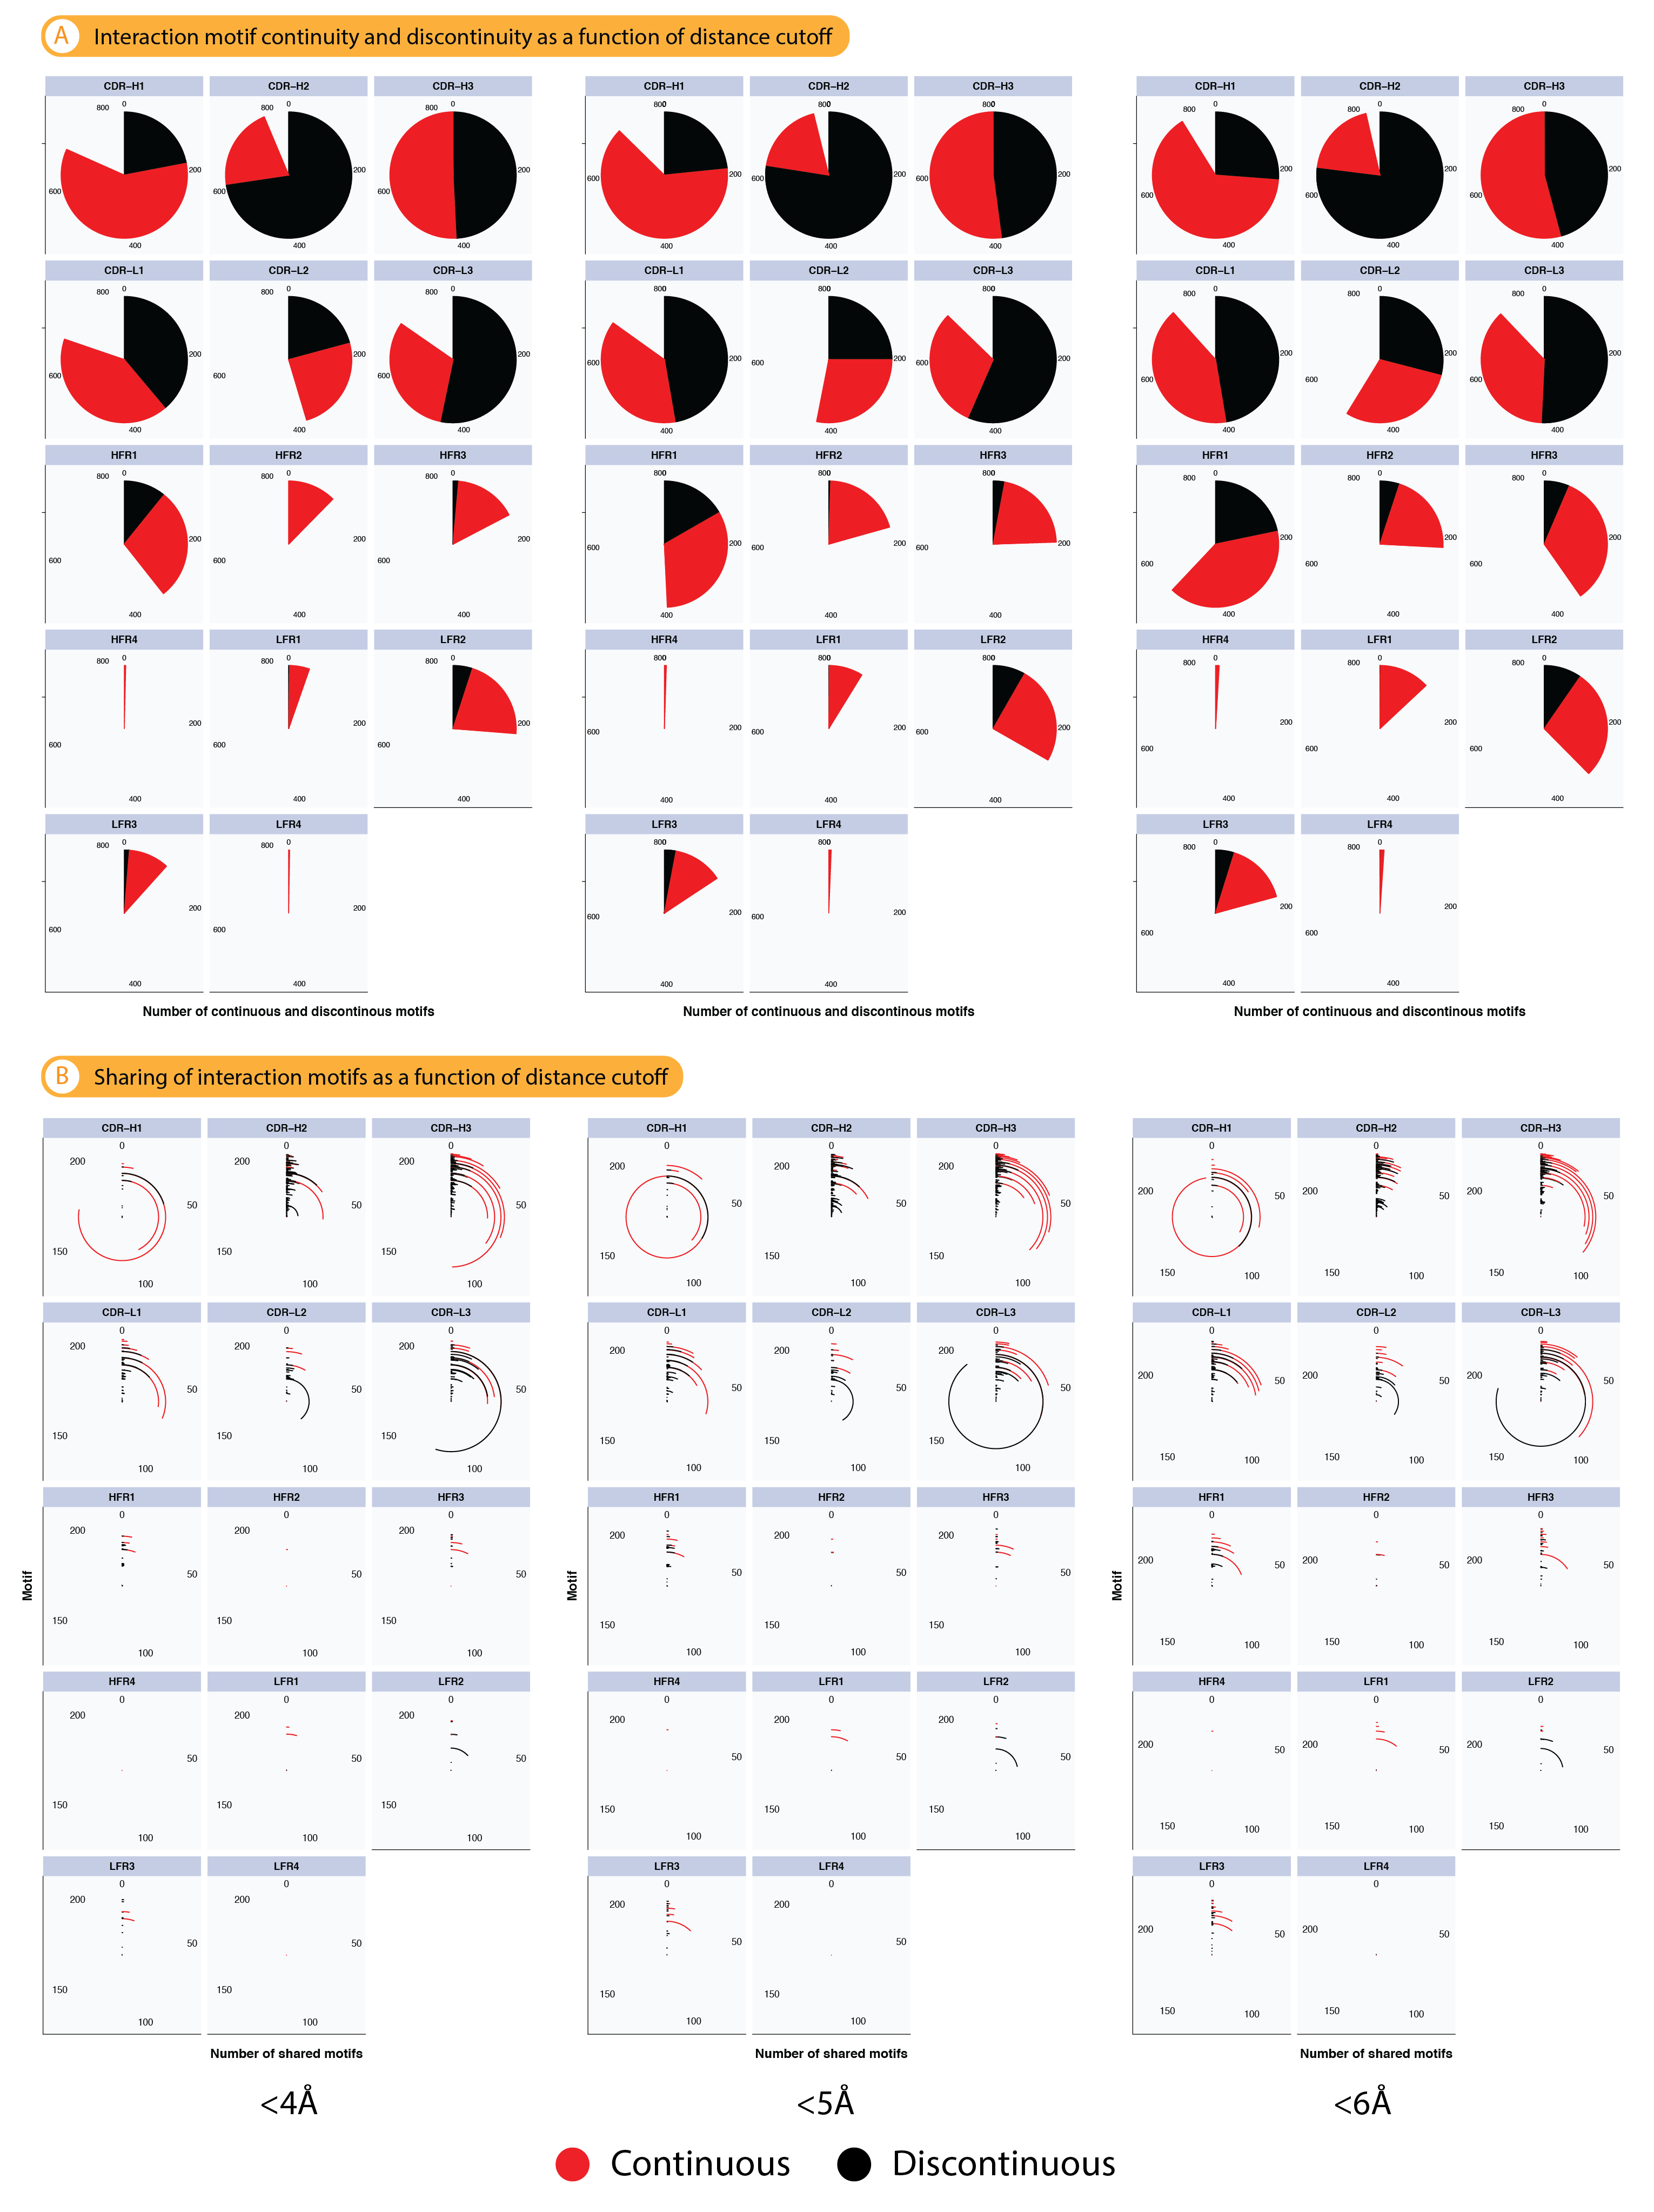 A Interaction motif continuity and discontinuity as a function of distance cutoff
CDR–H1 CDR–H2 CDR–H3 CDR–H1 CDR–H2 CDR–H3 CDR–H1 CDR–H2 CDR–H3
800 0 800 0 0 800 0 800 0 800 0 800 0 800 0 800 0
200 200 200 200 200 200 200 200
600 600 600 600 600 600 600 600
400 400 400 400 400 400 400 400 400
CDR–L1 CDR–L2 CDR–L3 CDR–L1 CDR–L2 CDR–L3 CDR–L1 CDR–L2 CDR–L3
800 0 800 0 800 0 800 0 800 0 800 0 800 0 800 0 800 0
200 200 200 200 200 200 200 200 200
600 600 600 600 600 600 600 600 600
400 400 400 400 400 400 400 400 400
HFR1 HFR2 HFR3 HFR1 HFR2 HFR3 HFR1 HFR2 HFR3
800 0 800 0 800 0 800 0 800 0 800 0 800 0 800 0 800 0
200 200 200 200 200 200 200 200 200
600 600 600 600 600 600 600 600 600
400 400 400 400 400 400 400 400 400
HFR4 LFR1 LFR2 HFR4 LFR1 LFR2 HFR4 LFR1 LFR2
800 0 800 0 800 0 800 0 800 0 800 0 800 0 800 0 800 0
200 200 200 200 200 200 200 200 200
600 600 600 600 600 600 600 600 600
400 400 400 400 400 400 400 400 400
LFR3 LFR4 LFR3 LFR4 LFR3 LFR4
800 0 800 0 800 0 800 0 800 0 800 0
200 200 200 200 200 200
600 600 600 600 600 600
400 400 400 400 400 400
Number of continuous and discontinous motifs Number of continuous and discontinous motifs Number of continuous and discontinous motifs
B Sharing of interaction motifs as a function of distance cutoff
CDR–H1 CDR–H2 CDR–H3 CDR–H1 CDR–H2 CDR–H3 CDR–H1 CDR–H2 CDR–H3
0 0 0 0 0 0 0 0 0
200 200 200 200 200 200 200 200 200
50 50 50 50 50 50 50 50
150 150 150 150 150 150 150 150 150
100 100 100 100 100 100 100 100 100
CDR–L1 CDR–L2 CDR–L3 CDR–L1 CDR–L2 CDR–L3 CDR–L1 CDR–L2 CDR–L3
0 0 0 0 0 0 0 0 0
200 200 200 200 200 200 200 200 200
50 50 50 50 50 50 50 50 50
150 150 150 150 150 150 150 150 150
100 100 100 100 100 100 100 100 100
HFR1 HFR2 HFR3 HFR1 HFR2 HFR3 HFR1 HFR2 HFR3
0 0 0 0 0 0 0 0 0
200 200 200 200 200 200 200 200 200
50 50 50 50 50 50 50 50 50
Motif Motif Motif
150 150 150 150 150 150 150 150 150
100 100 100 100 100 100 100 100 100
HFR4 LFR1 LFR2 HFR4 LFR1 LFR2 HFR4 LFR1 LFR2
0 0 0 0 0 0 0 0 0
200 200 200 200 200 200 200 200 200
50 50 50 50 50 50 50 50 50
150 150 150 150 150 150 150 150 150
100 100 100 100 100 100 100 100 100
LFR3 LFR4 LFR3 LFR4 LFR3 LFR4
0 0 0 0 0 0
200 200 200 200 200 200
50 50 50 50 50 50
150 150 150 150 150 150
100 100 100 100 100 100
Number of shared motifs Number of shared motifs Number of shared motifs
<4Å <5Å <6Å
Continuous Discontinuous